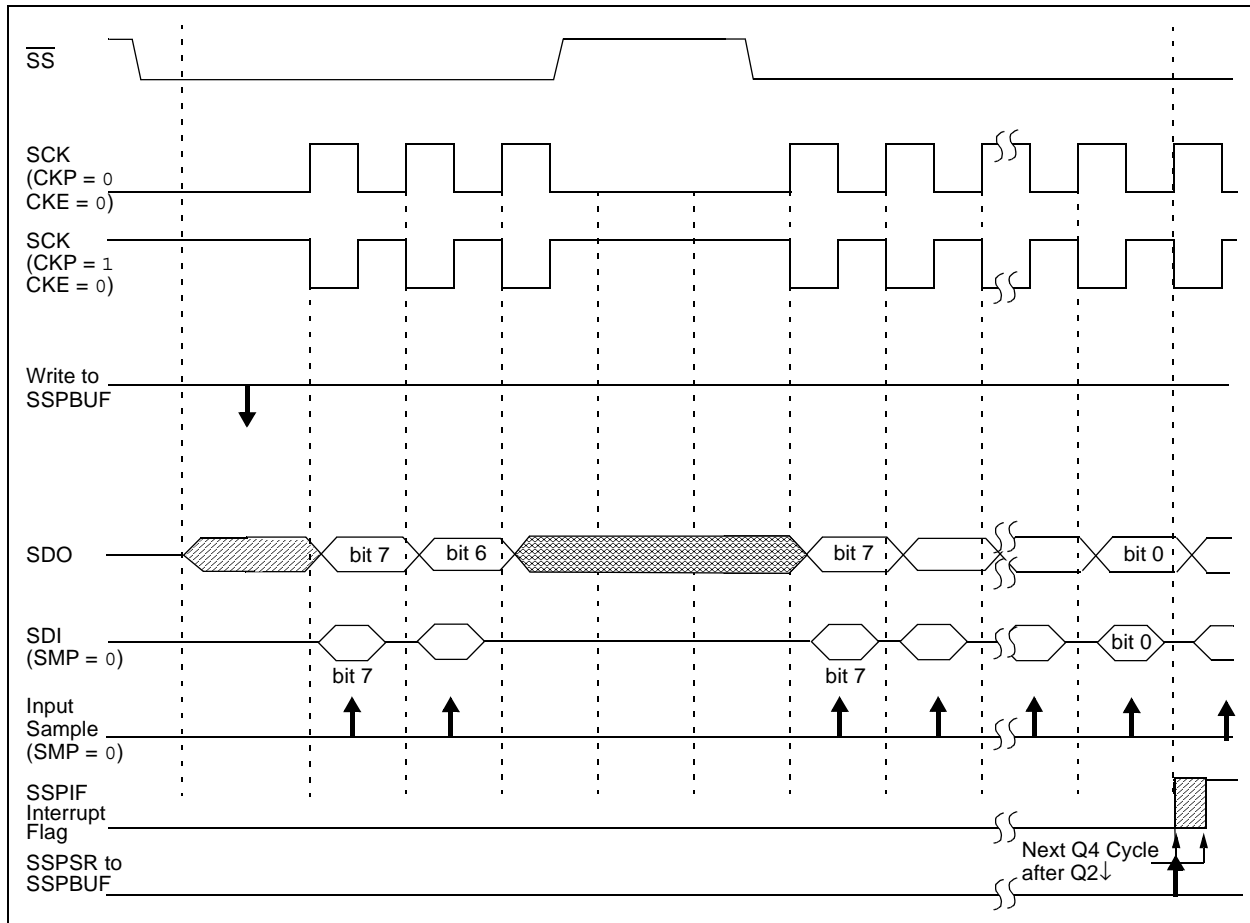 SS
SCK
(CKP = 0
CKE = 0)
SCK
(CKP = 1
CKE = 0)
Write to
SSPBUF
SDO
bit 7
bit 6
bit 7
bit 0
SDI
(SMP = 0)
bit 0
bit 7
bit 7
Input
Sample
(SMP = 0)
SSPIF
Interrupt
Flag
SSPSR to
SSPBUF
Next Q4 Cycle
after Q2↓